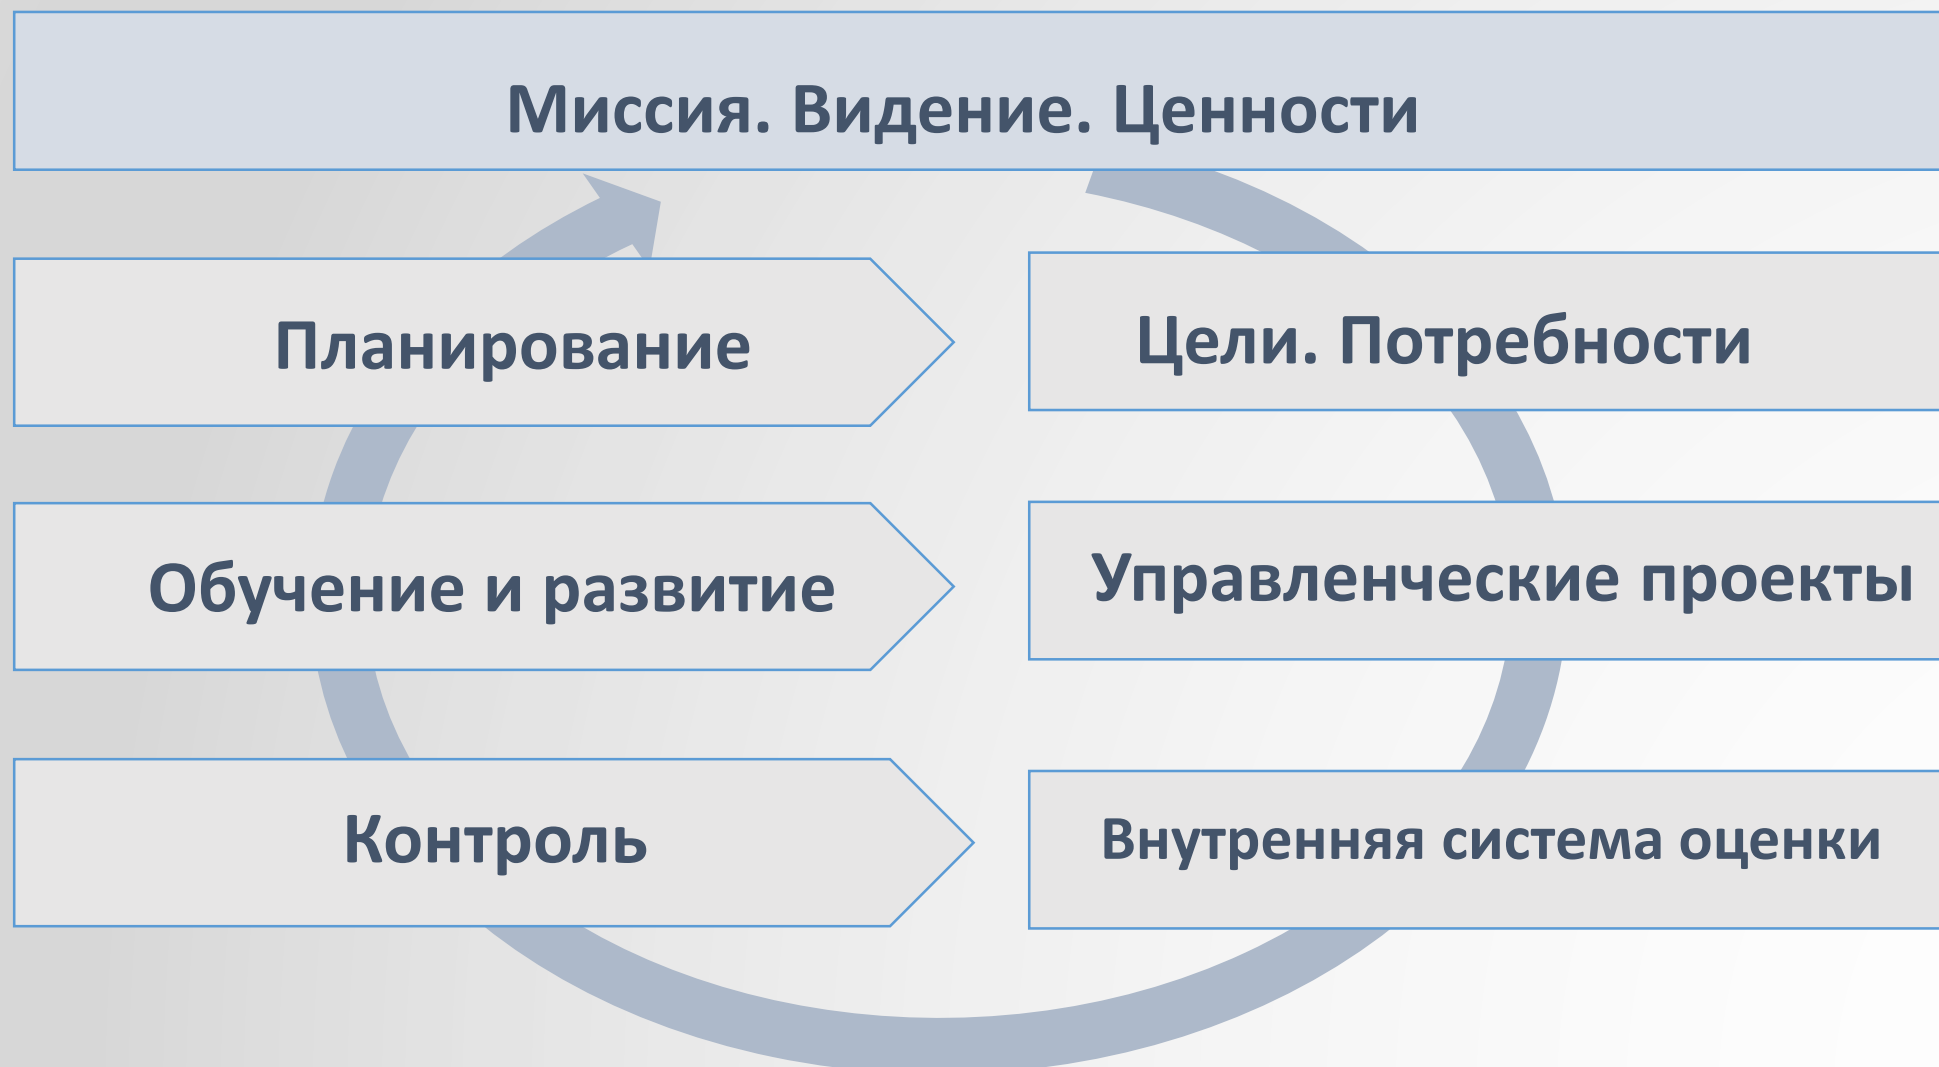 Миссия. Видение. Ценности
Планирование
Цели. Потребности
Обучение и развитие
Управленческие проекты
Контроль
Внутренняя система оценки